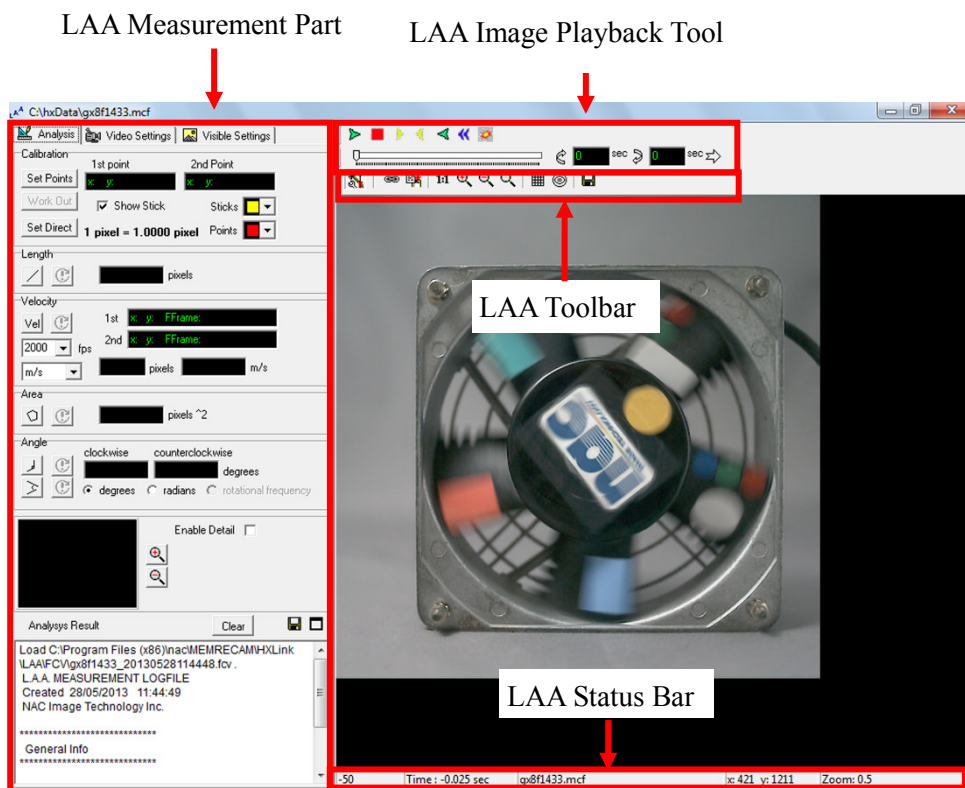 LAA Measurement Part
LAA Image Playback Tool
C:\hxData\gx8f1433.mcf
Analysis
Video Settings
Visible Settings
sec
sec
0
0
Calibration
1st point
2nd Point
Set Points
x: y:
x: y:
Work Out
Show Stick
Sticks
Set Direct
1 pixel = 1.0000 pixel
Points
1:1
Length
pixels
LAA Toolbar
Velocity
Vel
1st
x: y: FFrame:
2nd
x: y: FFrame:
2000
fps
m/s
pixels
m/s
Area
pixels ^2
Angle
clockwise
counterclockwise
degrees
degrees
radians
rotational frequency
nac
Enable Detail
Analysys Result
Clear
Load C:\Program Files (x86)\nac\MEMRECAM\HXLink
\LAA\FCV\gx8f1433_20130528114448.fcv .
L.A.A. MEASUREMENT LOGFILE
Created 28/05/2013 11:44:49
NAC Image Technology Inc.
*****************************
General Info
*****************************
LAA Status Bar
-50
Time : -0.025 sec
gx8f1433.mcf
x: 421 y: 1211
Zoom: 0.5